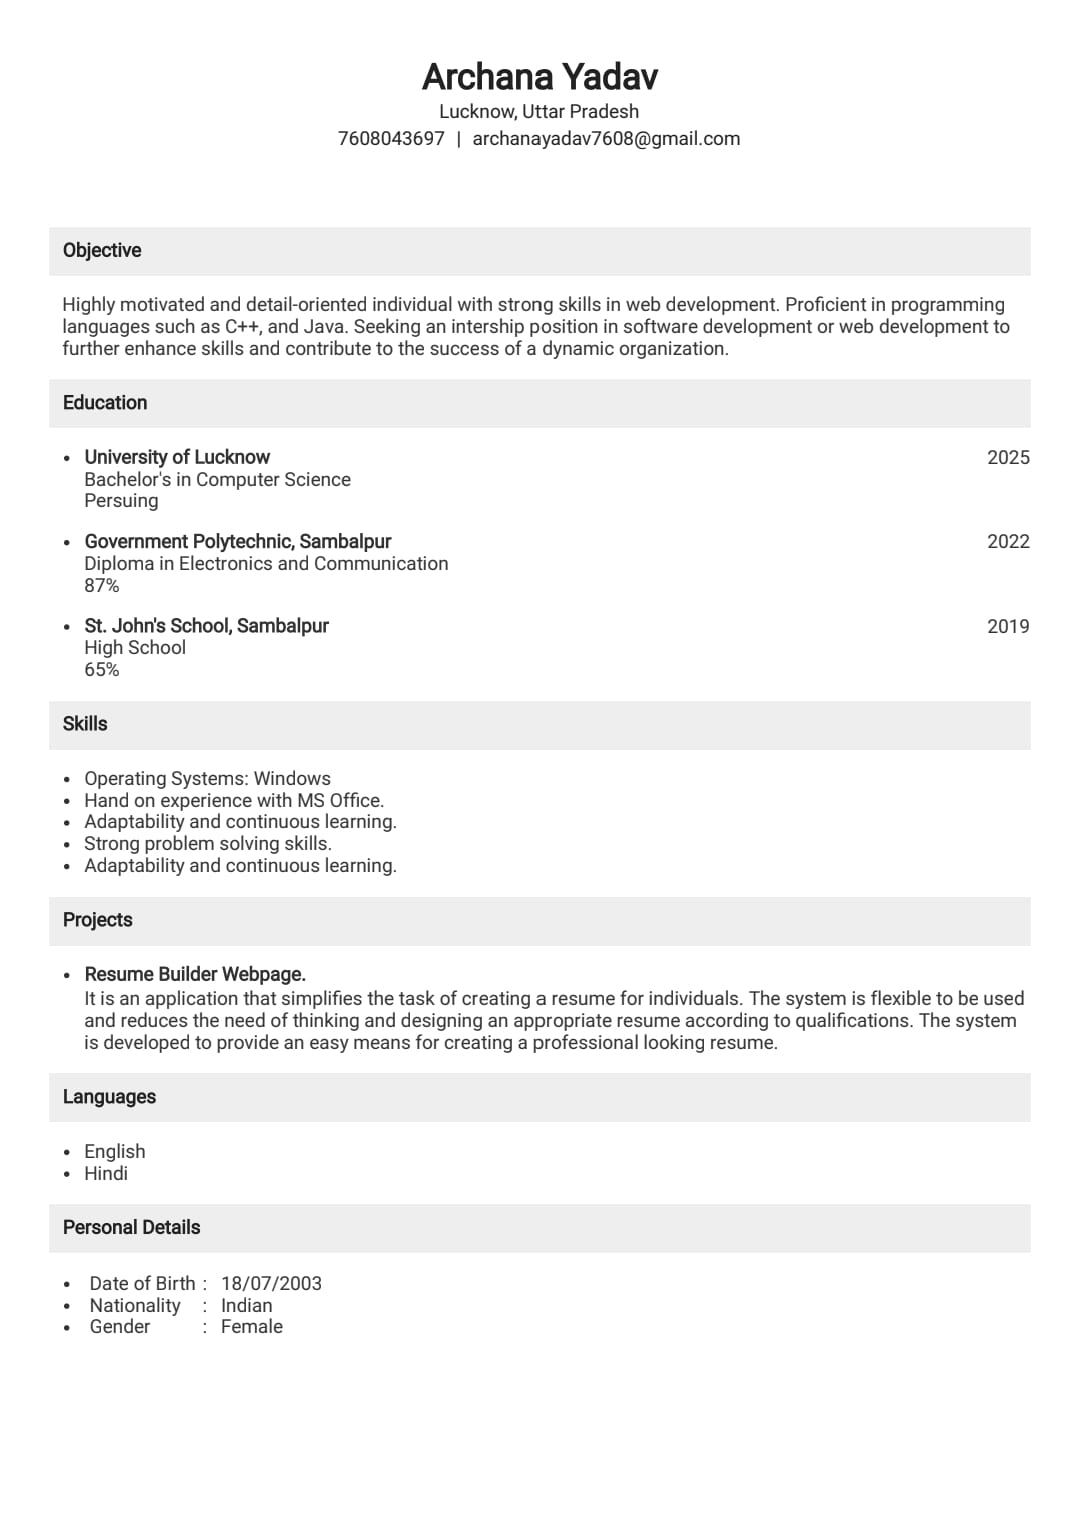 Archana Yadav
Lucknow, Uttar Pradesh
7608043697 | archanayadav7608@gmail.com
Objective
Highly motivated and detail-oriented individual with strong skills in web development. Proficient in programming
languages such as C++, and Java. Seeking an intership position in software development or web development to
further enhance skills and contribute to the success of a dynamic organization.
Education
• University of Lucknow 2025
Bachelor's in Computer Science
Persuing
• Government Polytechnic, Sambalpur 2022
Diploma in Electronics and Communication
87%
• St. John's School, Sambalpur 2019
High School
65%
Skills
• Operating Systems: Windows
• Hand on experience with MS Office.
• Adaptability and continuous learning.
• Strong problem solving skills.
• Adaptability and continuous learning.
Projects
• Resume Builder Webpage.
It is an application that simplifies the task of creating a resume for individuals. The system is flexible to be used
and reduces the need of thinking and designing an appropriate resume according to qualifications. The system
is developed to provide an easy means for creating a professional looking resume.
Languages
• English
• Hindi
Personal Details
• Date of Birth : 18/07/2003
• Nationality : Indian
• Gender : Female